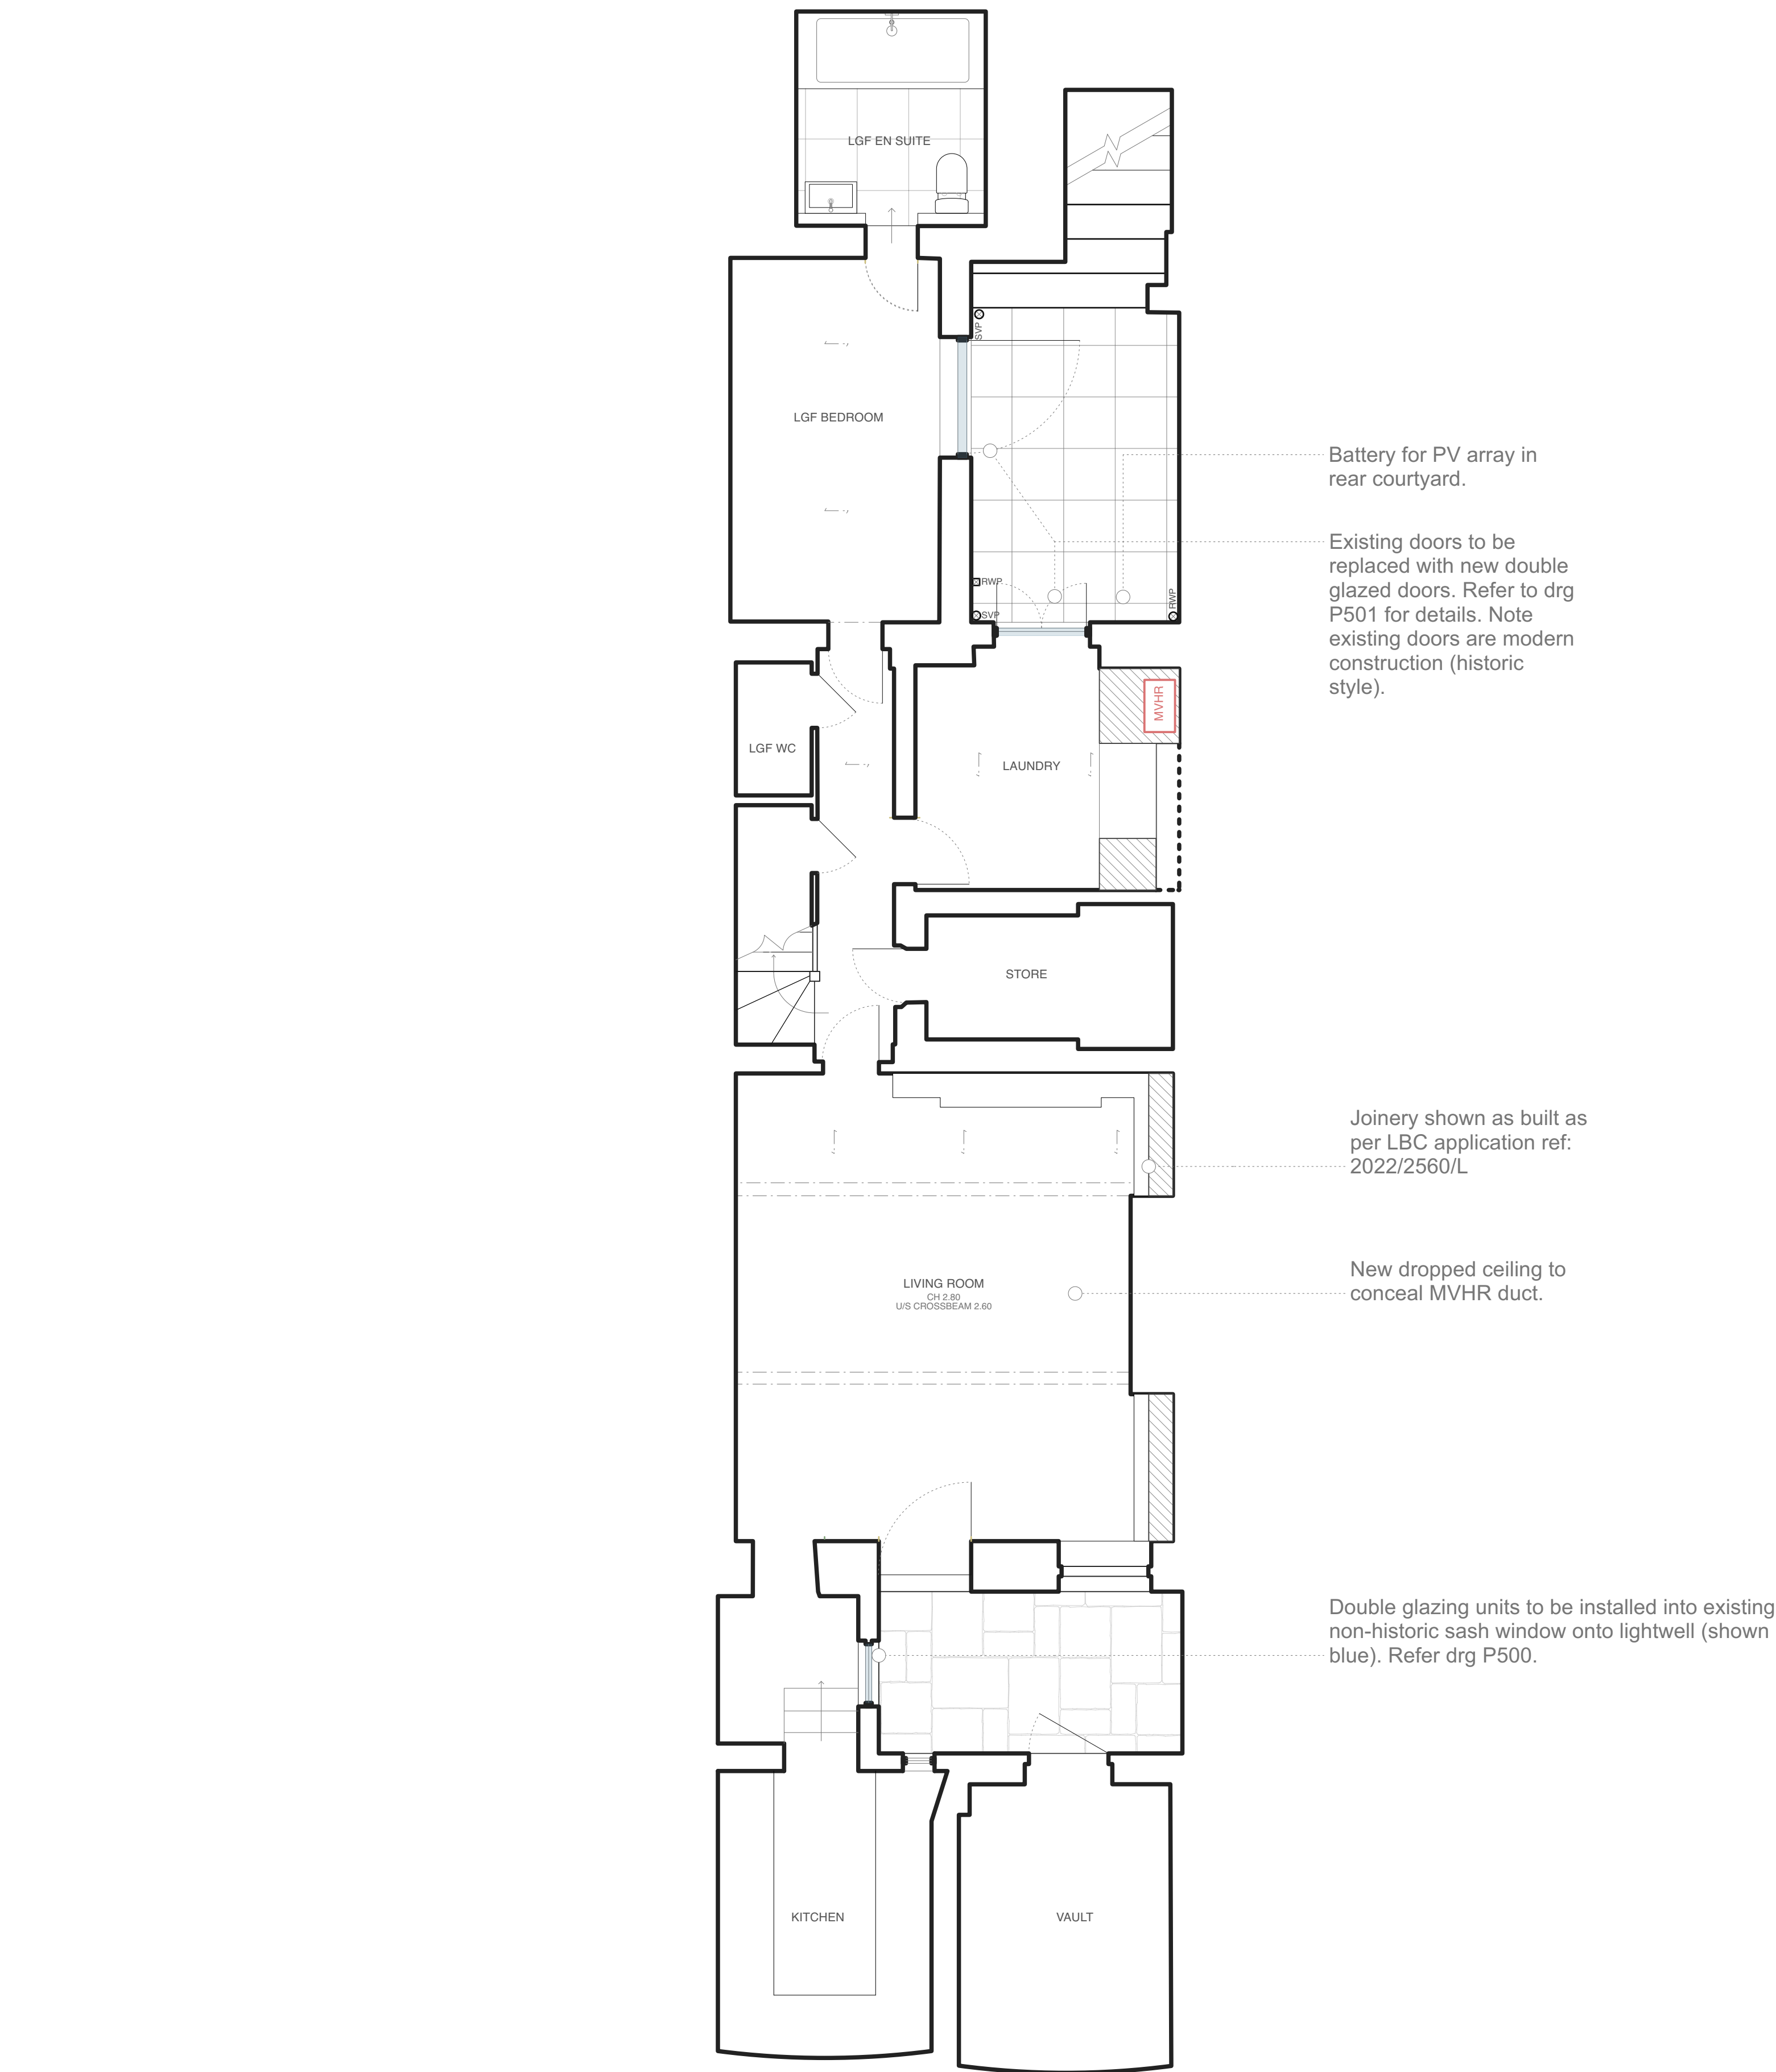 LGF EN SUITE
SVP
LGF BEDROOM
Battery for PV array in
rear courtyard.
Existing doors to be
replaced with new double
glazed doors. Refer to drg
P501 for details. Note
existing doors are modern
construction (historic
style).
RWP
SVP
RWP
MVHR
LGF WC
LAUNDRY
STORE
Joinery shown as built as
per LBC application ref:
2022/2560/L
LIVING ROOM
CH 2.80
U/S CROSSBEAM 2.60
New dropped ceiling to
conceal MVHR duct.
Double glazing units to be installed into existing
non-historic sash window onto lightwell (shown
blue). Refer drg P500.
KITCHEN
VAULT